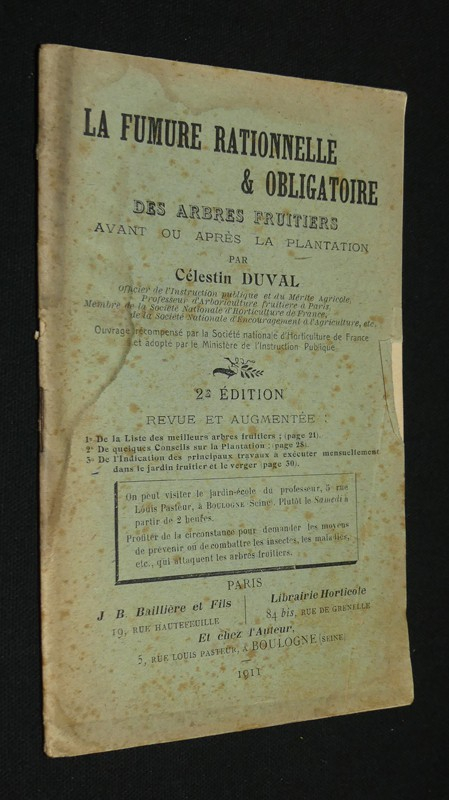 LA FUMURE RATIONNELLE
& OBLIGATOIRE
DES ARBRES FRUITIERS
AVANT OU APRÈS LA PLANTATION
PAR
Célestin DUVAL
Officier de l'Instruction publique et du Mérite Agricole,
Professeur d'Arboriculture fruitière à Paris,
Membre de la Société Nationale d'Horticulture de France,
de la Société Nationale d'Encouragement à l'Agriculture, etc.
Ouvrage récompensé par la Société nationale d'Horticulture de France
et adopté par le Ministère de l'Instruction Publique
2e ÉDITION
REVUE ET AUGMENTÉE :
1º De la Liste des meilleurs arbres fruitiers ; (page 21).
2º De quelques Conseils sur la Plantation ; (page 28).
3º De l'Indication des principaux travaux à exécuter mensuellement
dans le jardin fruitier et le verger (page 30).
On peut visiter le jardin-école du professeur, 5 rue
Louis Pasteur, à BOULOGNE (Seine). Plutôt le Samedi à
partir de 2 heures.
Profiter de la circonstance pour demander les moyens
de prévenir ou de combattre les insectes, les maladies,
etc., qui attaquent les arbres fruitiers.
PARIS
J. B. Baillière et Fils
19, RUE HAUTEFEUILLE
Librairie Horticole
84 bis, RUE DE GRENELLE
Et chez l'Auteur,
5, RUE LOUIS PASTEUR, à BOULOGNE (SEINE)
1911